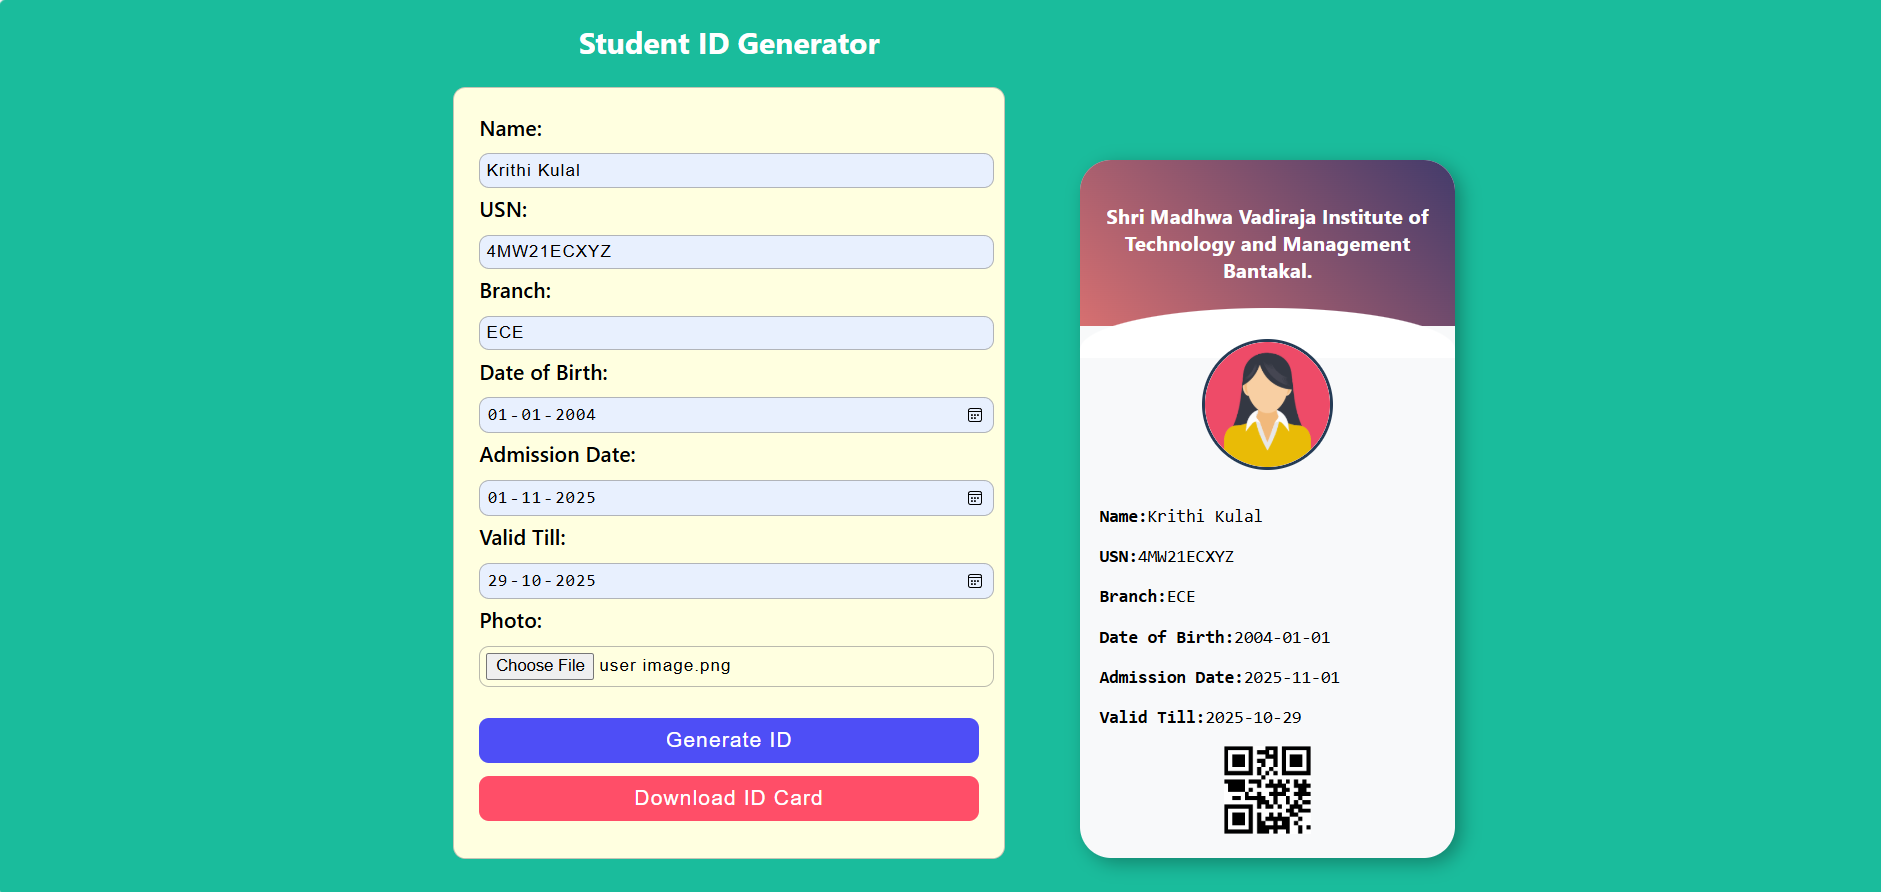 Student ID Generator
Name:
Krithi Kulal
USN:
4MW21ECXYZ
Branch:
ECE
Date of Birth:
01-01-2004
Admission Date:
01-11-2025
Valid Till:
29-10-2025
Photo:
Choose File user image.png
Generate ID
Download ID Card
Shri Madhwa Vadiraja Institute of
Technology and Management
Bantakal.
Name:Krithi Kulal
USN:4MW21ECXYZ
Branch:ECE
Date of Birth:2004-01-01
Admission Date:2025-11-01
Valid Till:2025-10-29